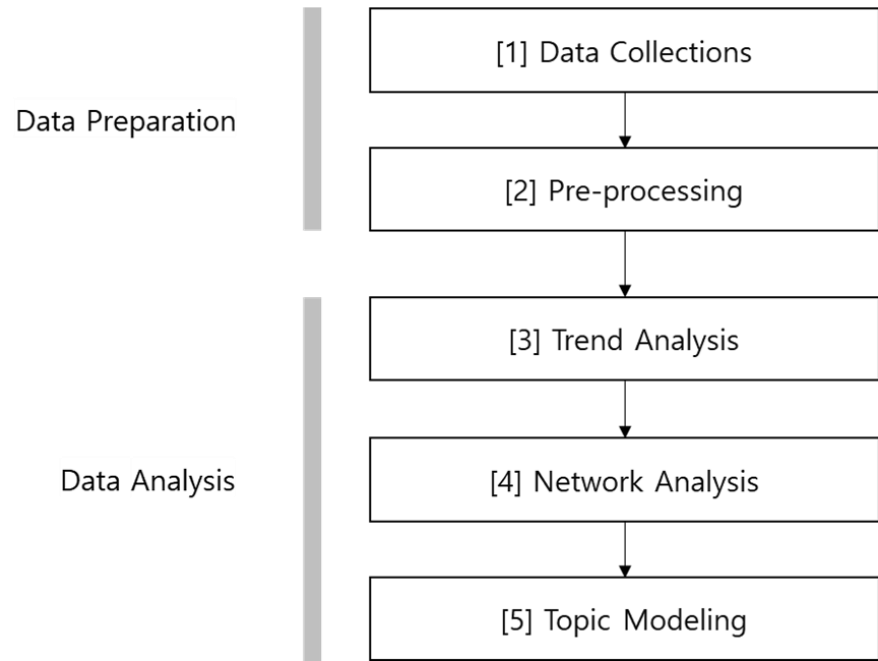 [1] Data Collections
Data Preparation
[2] Pre-processing
[3] Trend Analysis
Data Analysis
[4] Network Analysis
[5] Topic Modeling